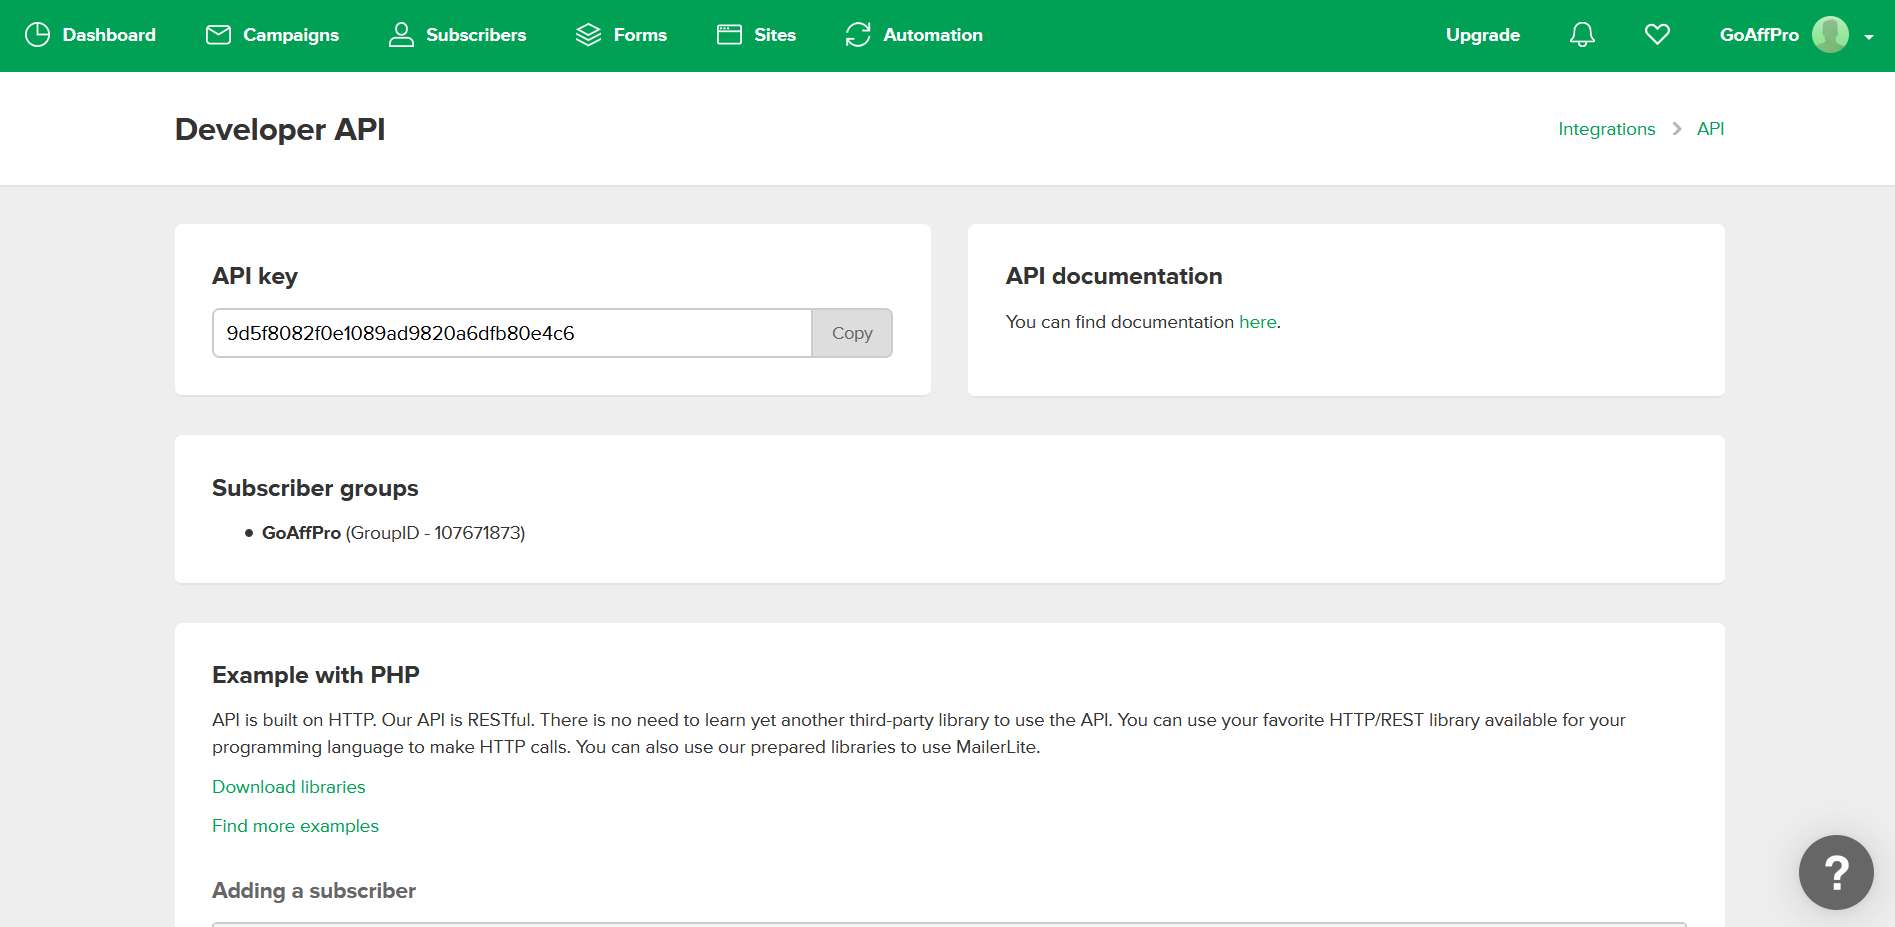 Dashboard Campaigns Subscribers Forms Sites Automation Upgrade GoAffPro
Developer API
Integrations API
API key
9d5f8082f0e1089ad9820a6dfb80e4c6 Copy
API documentation
You can find documentation here.
Subscriber groups
GoAffPro (GroupID - 107671873)
Example with PHP
API is built on HTTP. Our API is RESTful. There is no need to learn yet another third-party library to use the API. You can use your favorite HTTP/REST library available for your
programming language to make HTTP calls. You can also use our prepared libraries to use MailerLite.
Download libraries
Find more examples
Adding a subscriber
?